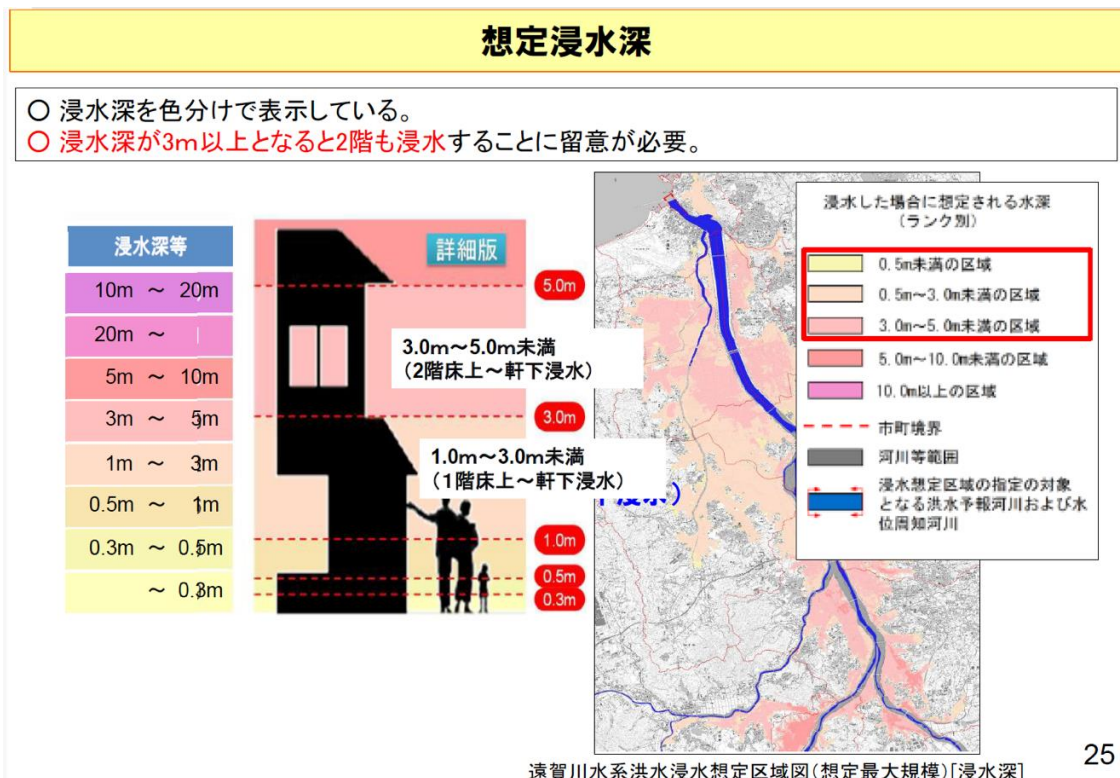 想定浸水深
○ 浸水深を色分けで表示している。
○ 浸水深が3m以上となると2階も浸水することに留意が必要。
浸水深等
10m ～ 20m
20m ～
5m ～ 10m
3m ～ 5m
1m ～ 3m
0.5m ～ 1m
0.3m ～ 0.5m
～ 0.3m
詳細版
5.0m
3.0m～5.0m未満
(2階床上～軒下浸水)
3.0m
1.0m～3.0m未満
(1階床上～軒下浸水)
1.0m
0.5m
0.3m
浸水した場合に想定される水深
(ランク別)
0.5m未満の区域
0.5m～3.0m未満の区域
3.0m～5.0m未満の区域
5.0m～10.0m未満の区域
10.0m以上の区域
市町境界
河川等範囲
浸水想定区域の指定の対象
となる洪水予報河川および水
位周知河川
遠賀川水系洪水浸水想定区域図(想定最大規模)[浸水深]
25